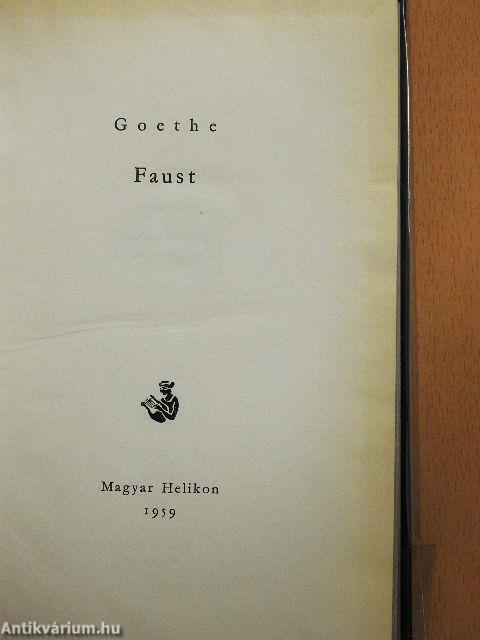 Goethe
Faust
Magyar Helikon
1959
Antikvárium.hu